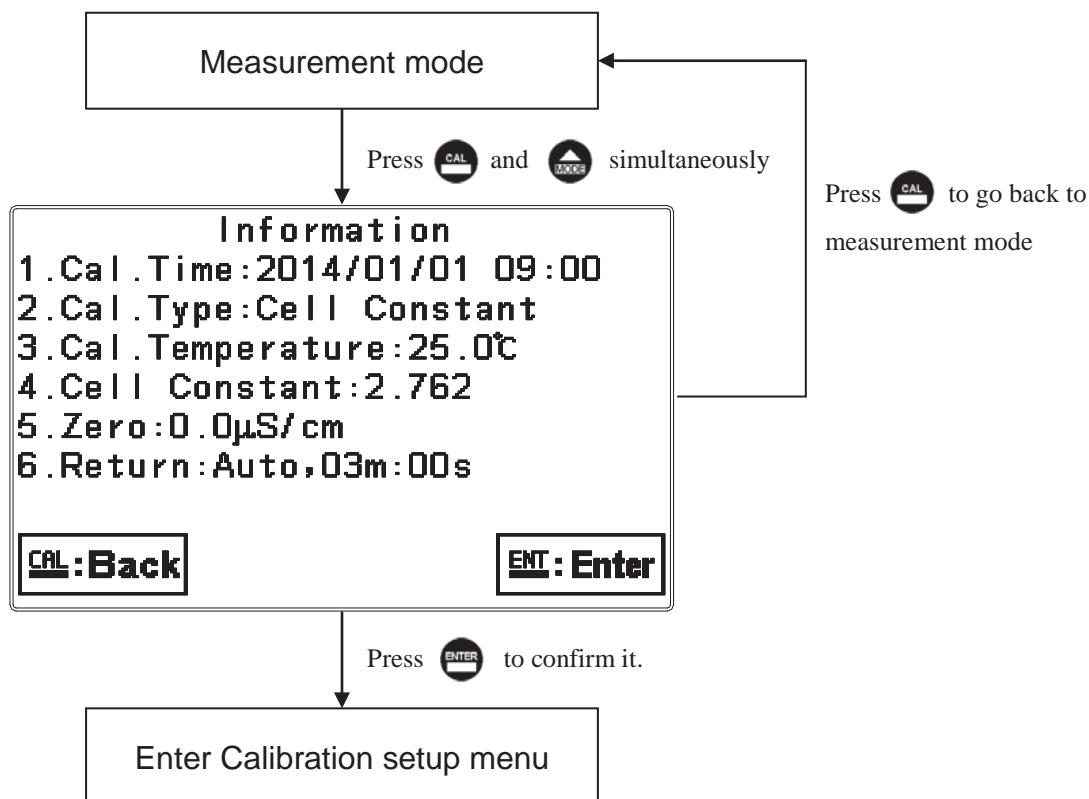 Measurement mode
Press CAL and MODE simultaneously
Press CAL to go back to
measurement mode
Information
1.Cal.Time:2014/01/01 09:00
2.Cal.Type:Cell Constant
3.Cal.Temperature:25.0℃
4.Cell Constant:2.762
5.Zero:0.0μS/cm
6.Return:Auto,03m:00s
CAL:Back
ENT:Enter
Press ENTER to confirm it.
Enter Calibration setup menu